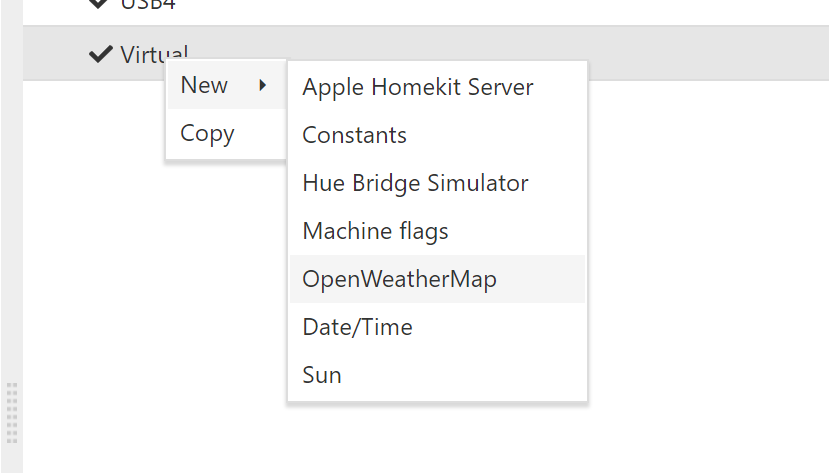 USB4
Virtual
New
Copy
Apple Homekit Server
Constants
Hue Bridge Simulator
Machine flags
OpenWeatherMap
Date/Time
Sun